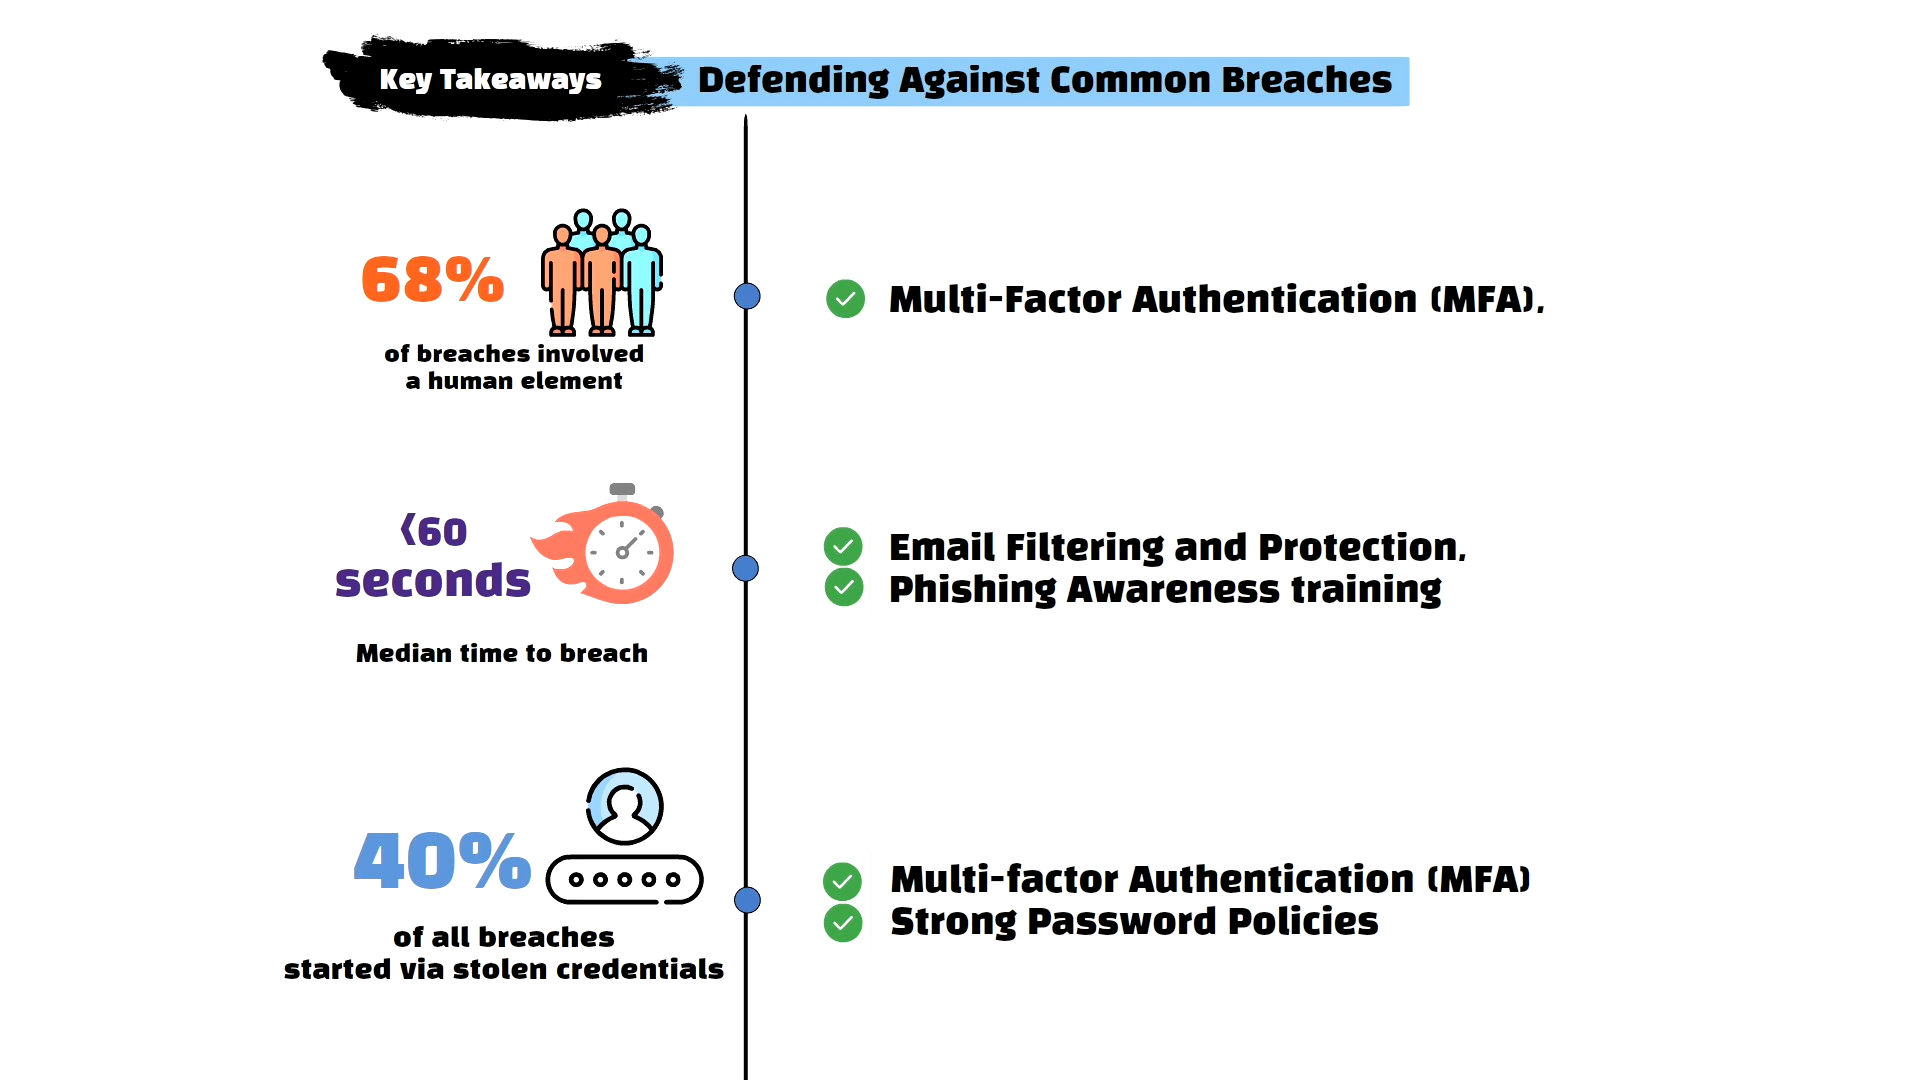 Key Takeaways
Defending Against Common Breaches
68%
of breaches involved
a human element
Multi-Factor Authentication (MFA),
<60
seconds
Median time to breach
Email Filtering and Protection,
Phishing Awareness training
40%
of all breaches
started via stolen credentials
Multi-factor Authentication (MFA)
Strong Password Policies